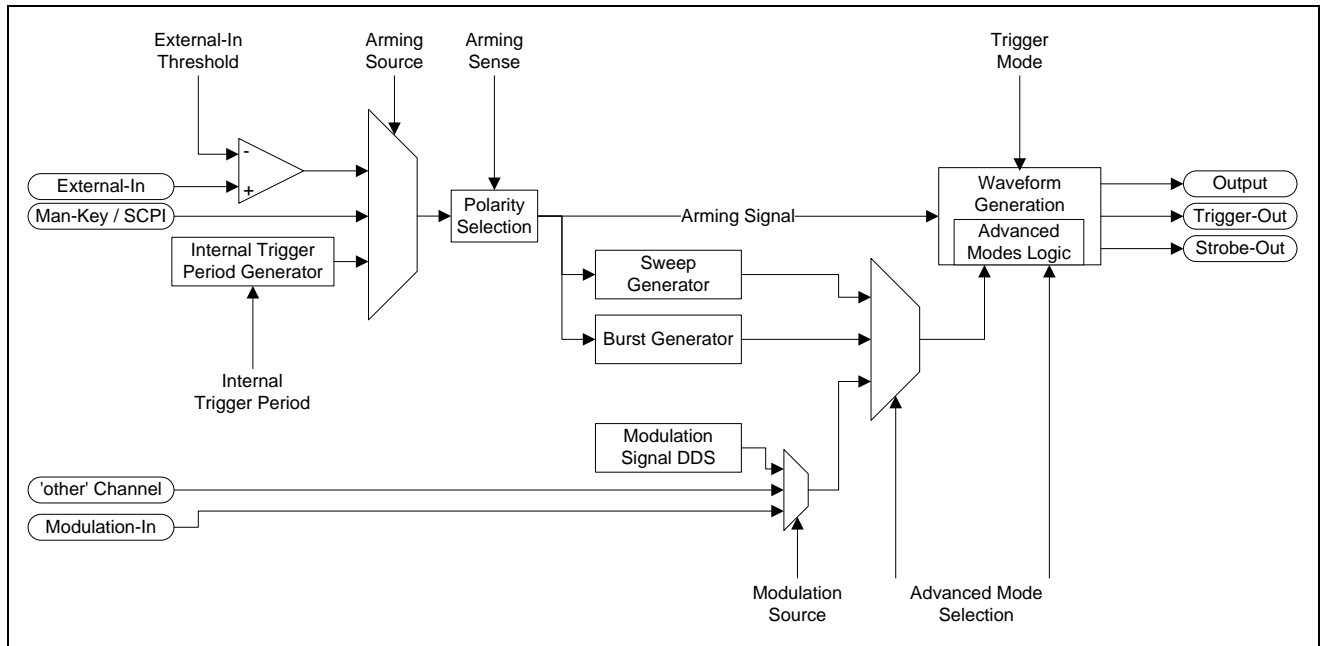 External-In
Threshold
Arming
Source
Arming
Sense
Trigger
Mode
-
+
External-In
Man-Key / SCPI
Internal Trigger
Period Generator
Internal
Trigger Period
Polarity
Selection
Arming Signal
Waveform
Generation
Advanced
Modes Logic
Output
Trigger-Out
Strobe-Out
Sweep
Generator
Burst Generator
Modulation
Signal DDS
'other' Channel
Modulation-In
Modulation
Source
Advanced Mode
Selection